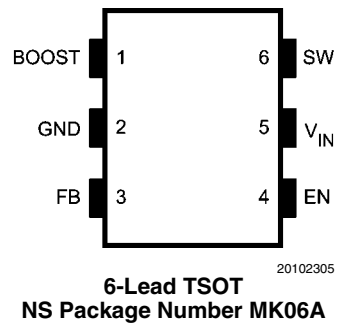 BOOST 1 6 SW
GND 2 5 VIN
FB 3 4 EN
20102305
6-Lead TSOT
NS Package Number MK06A